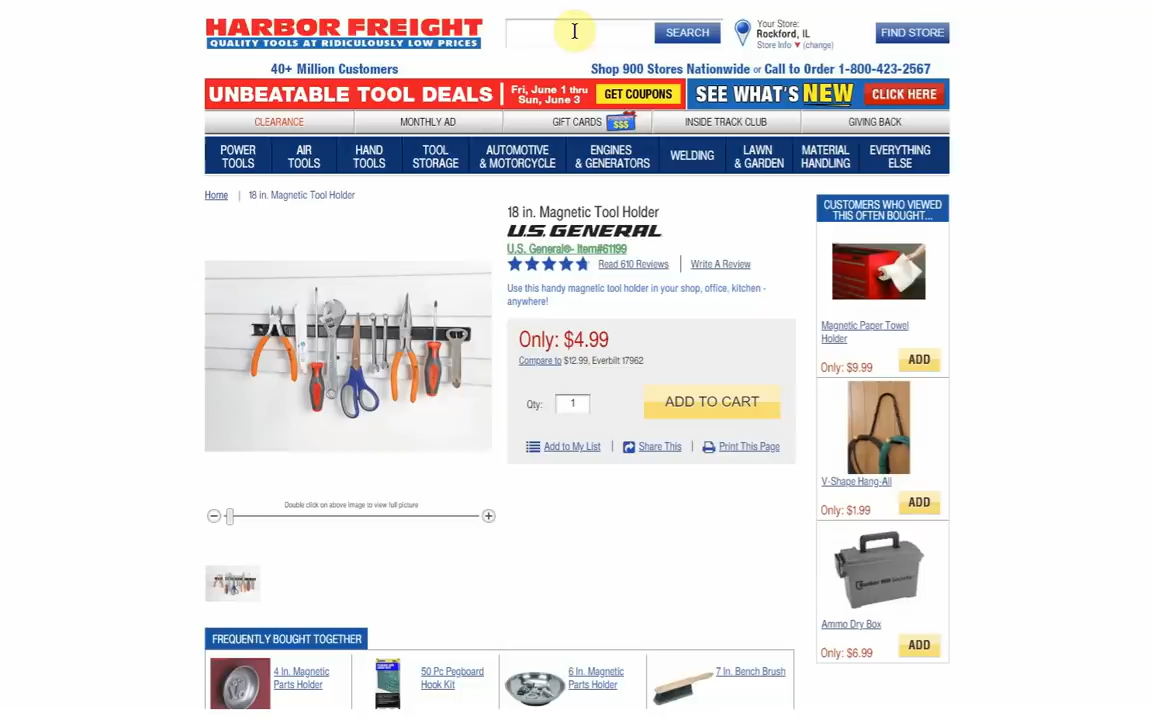 HARBOR FREIGHT
QUALITY TOOLS AT RIDICULOUSLY LOW PRICES
SEARCH
Your Store:
Rockford, IL
Store Info ▼ (change)
FIND STORE
40+ Million Customers
Shop 900 Stores Nationwide or Call to Order 1-800-423-2567
UNBEATABLE TOOL DEALS
Fri, June 1 thru
Sun, June 3
GET COUPONS
SEE WHAT'S NEW
CLICK HERE
CLEARANCE
MONTHLY AD
GIFT CARDS
$$$
INSIDE TRACK CLUB
GIVING BACK
POWER
TOOLS
AIR
TOOLS
HAND
TOOLS
TOOL
STORAGE
AUTOMOTIVE
& MOTORCYCLE
ENGINES
& GENERATORS
WELDING
LAWN
& GARDEN
MATERIAL
HANDLING
EVERYTHING
ELSE
Home | 18 in. Magnetic Tool Holder
18 in. Magnetic Tool Holder
U.S. GENERAL
U.S. General®- Item#61199
Read 610 Reviews | Write A Review
Use this handy magnetic tool holder in your shop, office, kitchen -
anywhere!
Only: $4.99
Compare to $12.99, Everbilt 17962
Qty: 1
ADD TO CART
Add to My List | Share This | Print This Page
Double click on above image to view full picture
CUSTOMERS WHO VIEWED
THIS OFTEN BOUGHT...
Magnetic Paper Towel
Holder
Only: $9.99
ADD
V-Shape Hang-All
Only: $1.99
ADD
Ammo Dry Box
Only: $6.99
ADD
FREQUENTLY BOUGHT TOGETHER
4 In. Magnetic
Parts Holder
50 Pc Pegboard
Hook Kit
6 In. Magnetic
Parts Holder
7 In. Bench Brush